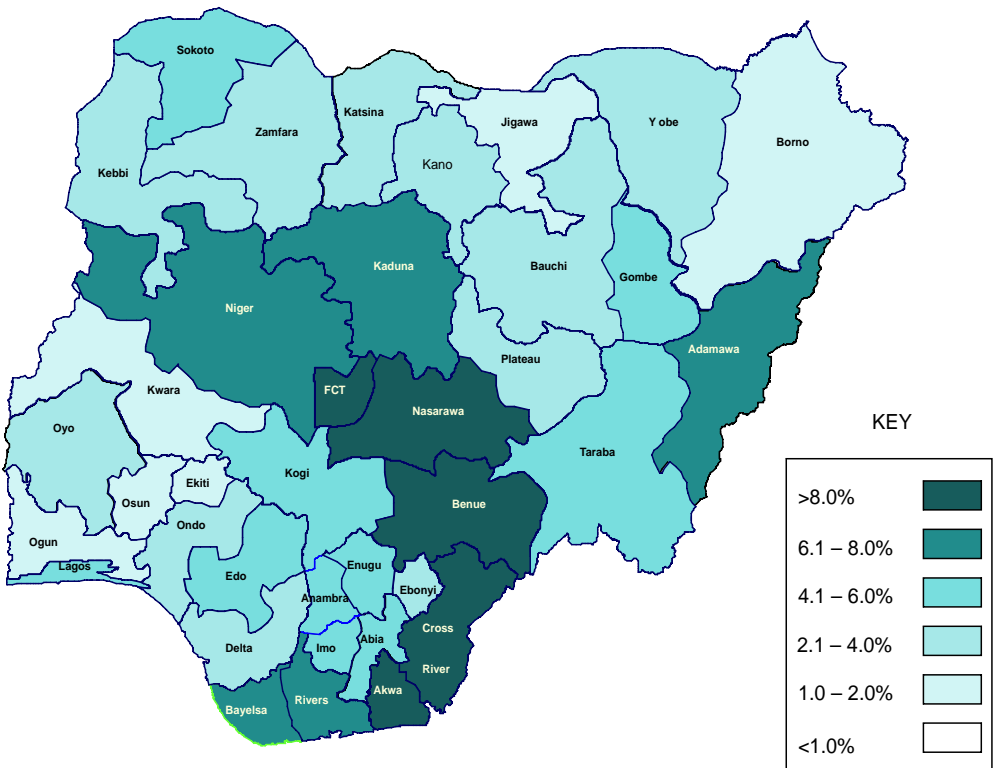 Sokoto
Katsina
Zamfara
Jigawa
Y obe
Borno
Kano
Kebbi
Kaduna
Bauchi
Gombe
Niger
Adamawa
Plateau
FCT
Kwara
Nasarawa
Oyo
Taraba
Kogi
Ekiti
Osun
Benue
Ondo
Ogun
Lagos
Edo
Enugu
Ebonyi
Anambra
Cross
River
Delta
Imo
Abia
Akwa
Rivers
Bayelsa
KEY
>8.0%
6.1 – 8.0%
4.1 – 6.0%
2.1 – 4.0%
1.0 – 2.0%
<1.0%